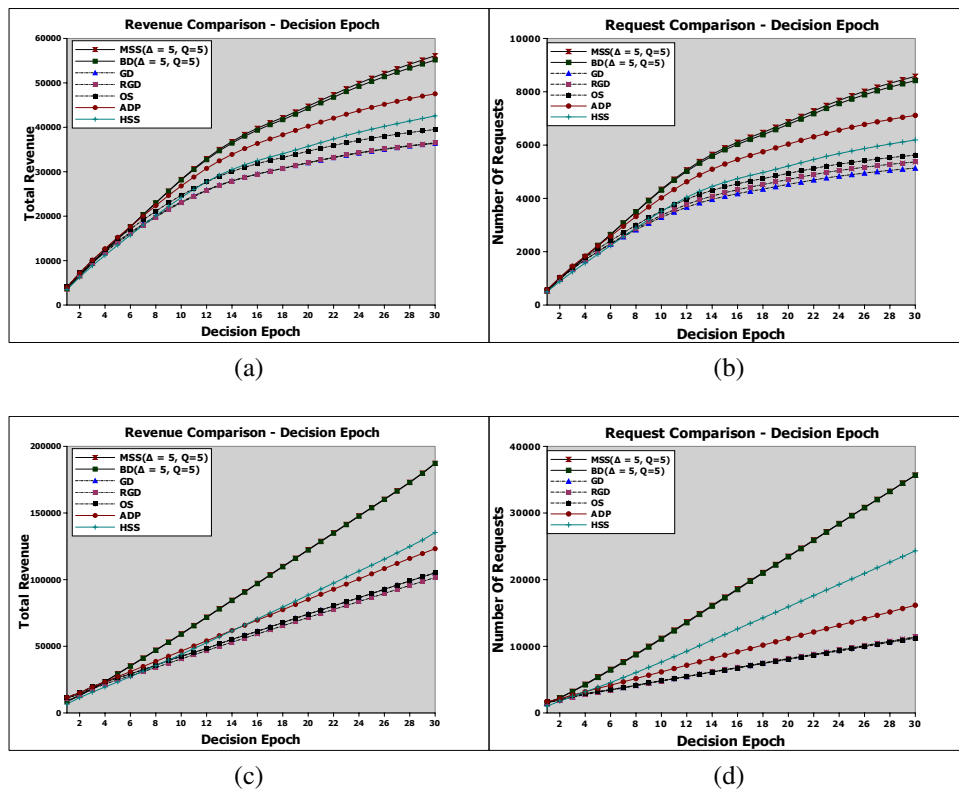 Revenue Comparison - Decision Epoch
Total Revenue
60000
50000
40000
30000
20000
10000
0
MSS(Δ = 5, Q=5)
BD(Δ = 5, Q=5)
GD
RGD
OS
ADP
HSS
2 4 6 8 10 12 14 16 18 20 22 24 26 28 30
Decision Epoch
(a)
Request Comparison - Decision Epoch
Number Of Requests
10000
8000
6000
4000
2000
0
MSS(Δ = 5, Q=5)
BD(Δ = 5, Q=5)
GD
RGD
OS
ADP
HSS
2 4 6 8 10 12 14 16 18 20 22 24 26 28 30
Decision Epoch
(b)
Revenue Comparison - Decision Epoch
Total Revenue
200000
150000
100000
50000
0
MSS(Δ = 5, Q=5)
BD(Δ = 5, Q=5)
GD
RGD
OS
ADP
HSS
2 4 6 8 10 12 14 16 18 20 22 24 26 28 30
Decision Epoch
(c)
Request Comparison - Decision Epoch
Number Of Requests
40000
30000
20000
10000
0
MSS(Δ = 5, Q=5)
BD(Δ = 5, Q=5)
GD
RGD
OS
ADP
HSS
2 4 6 8 10 12 14 16 18 20 22 24 26 28 30
Decision Epoch
(d)